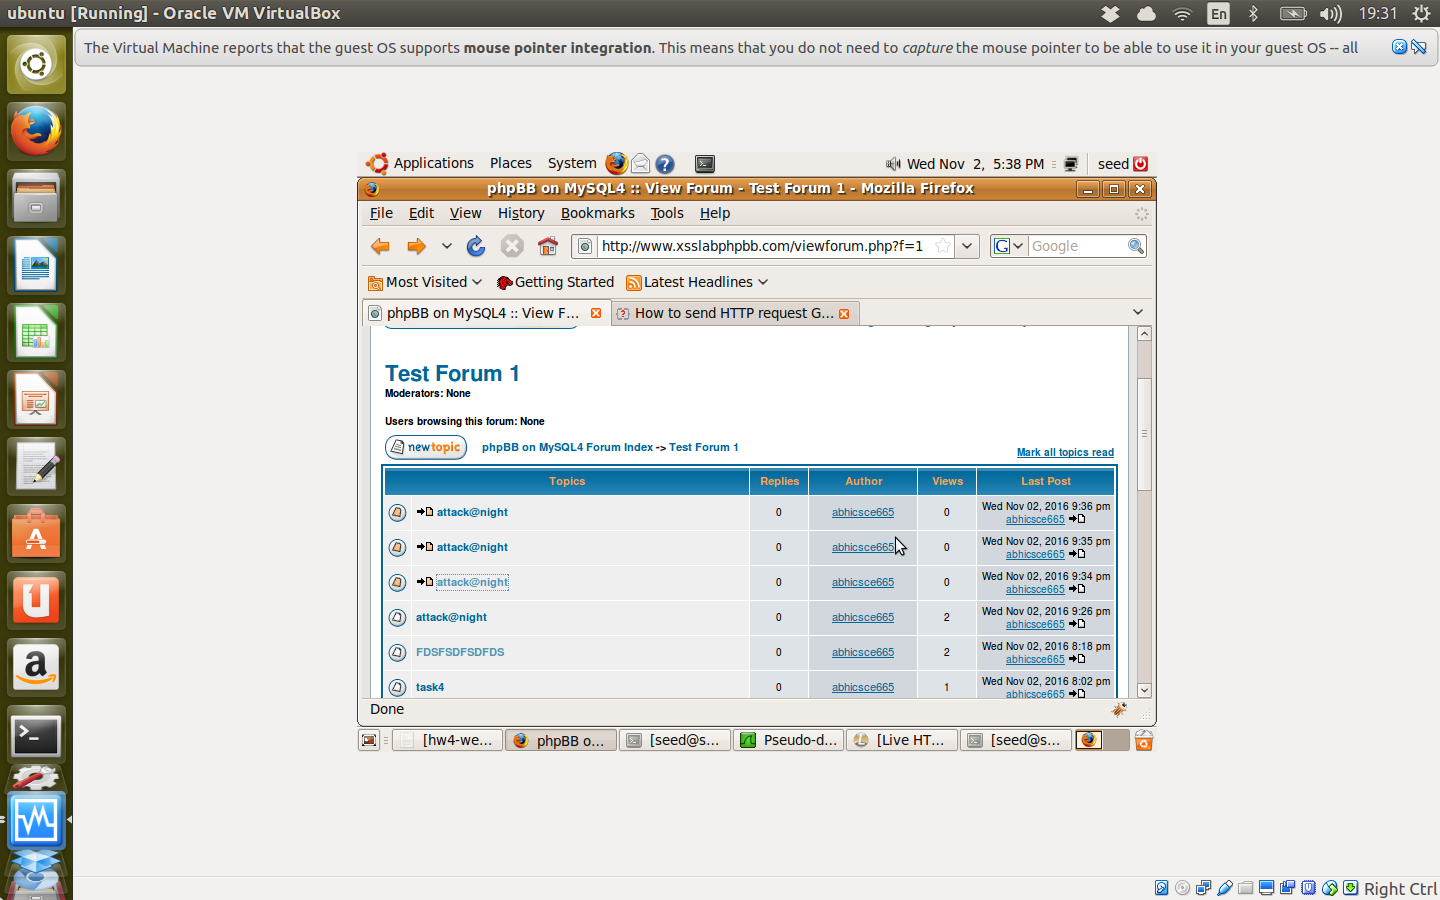 ubuntu [Running] - Oracle VM VirtualBox
En
19:31
The Virtual Machine reports that the guest OS supports mouse pointer integration. This means that you do not need to capture the mouse pointer to be able to use it in your guest OS -- all
Applications Places System
Wed Nov 2, 5:38 PM
seed
phpBB on MySQL4 :: View Forum - Test Forum 1 - Mozilla Firefox
File Edit View History Bookmarks Tools Help
http://www.xsslabphpbb.com/viewforum.php?f=1
G
Google
Most Visited Getting Started Latest Headlines
phpBB on MySQL4 :: View F...
How to send HTTP request G...
Test Forum 1
Moderators: None
Users browsing this forum: None
newtopic
phpBB on MySQL4 Forum Index -> Test Forum 1
Mark all topics read
Topics Replies Author Views Last Post
attack@night 0 abhicsce665 0 Wed Nov 02, 2016 9:36 pm
abhicsce665
attack@night 0 abhicsce665 0 Wed Nov 02, 2016 9:35 pm
abhicsce665
attack@night 0 abhicsce665 0 Wed Nov 02, 2016 9:34 pm
abhicsce665
attack@night 0 abhicsce665 2 Wed Nov 02, 2016 9:26 pm
abhicsce665
FDSFSDFSDFDS 0 abhicsce665 2 Wed Nov 02, 2016 8:18 pm
abhicsce665
task4 0 abhicsce665 1 Wed Nov 02, 2016 8:02 pm
abhicsce665
Done
[hw4-we...
phpBB o...
[seed@s...
Pseudo-d...
[Live HT...
[seed@s...
Right Ctrl